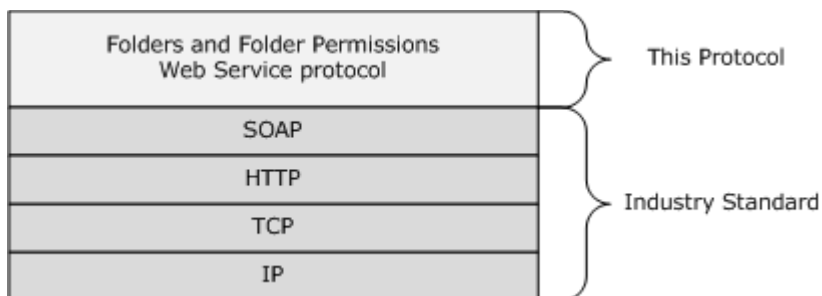 Folders and Folder Permissions
Web Service protocol
This Protocol
SOAP
HTTP
TCP
IP
Industry Standard